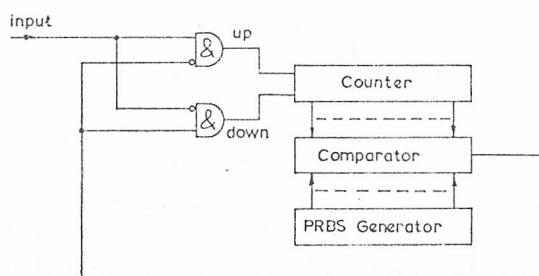 input
up
&
Counter
&
down
Comparator
PRBS Generator